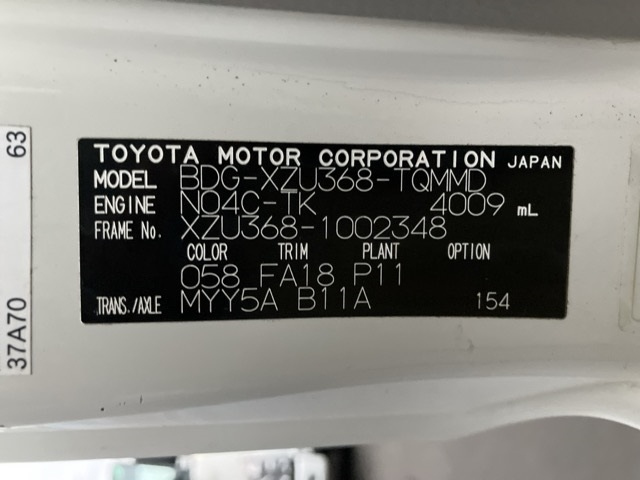 TOYOTA MOTOR CORPORATION JAPAN
MODEL BDG-XZU368-TQMMD
ENGINE N04C-TK 4009 mL
FRAME No. XZU368-1002348
COLOR TRIM PLANT OPTION
058 FA18 P11
TRANS./AXLE MYY5A B11A 154
37A70 63